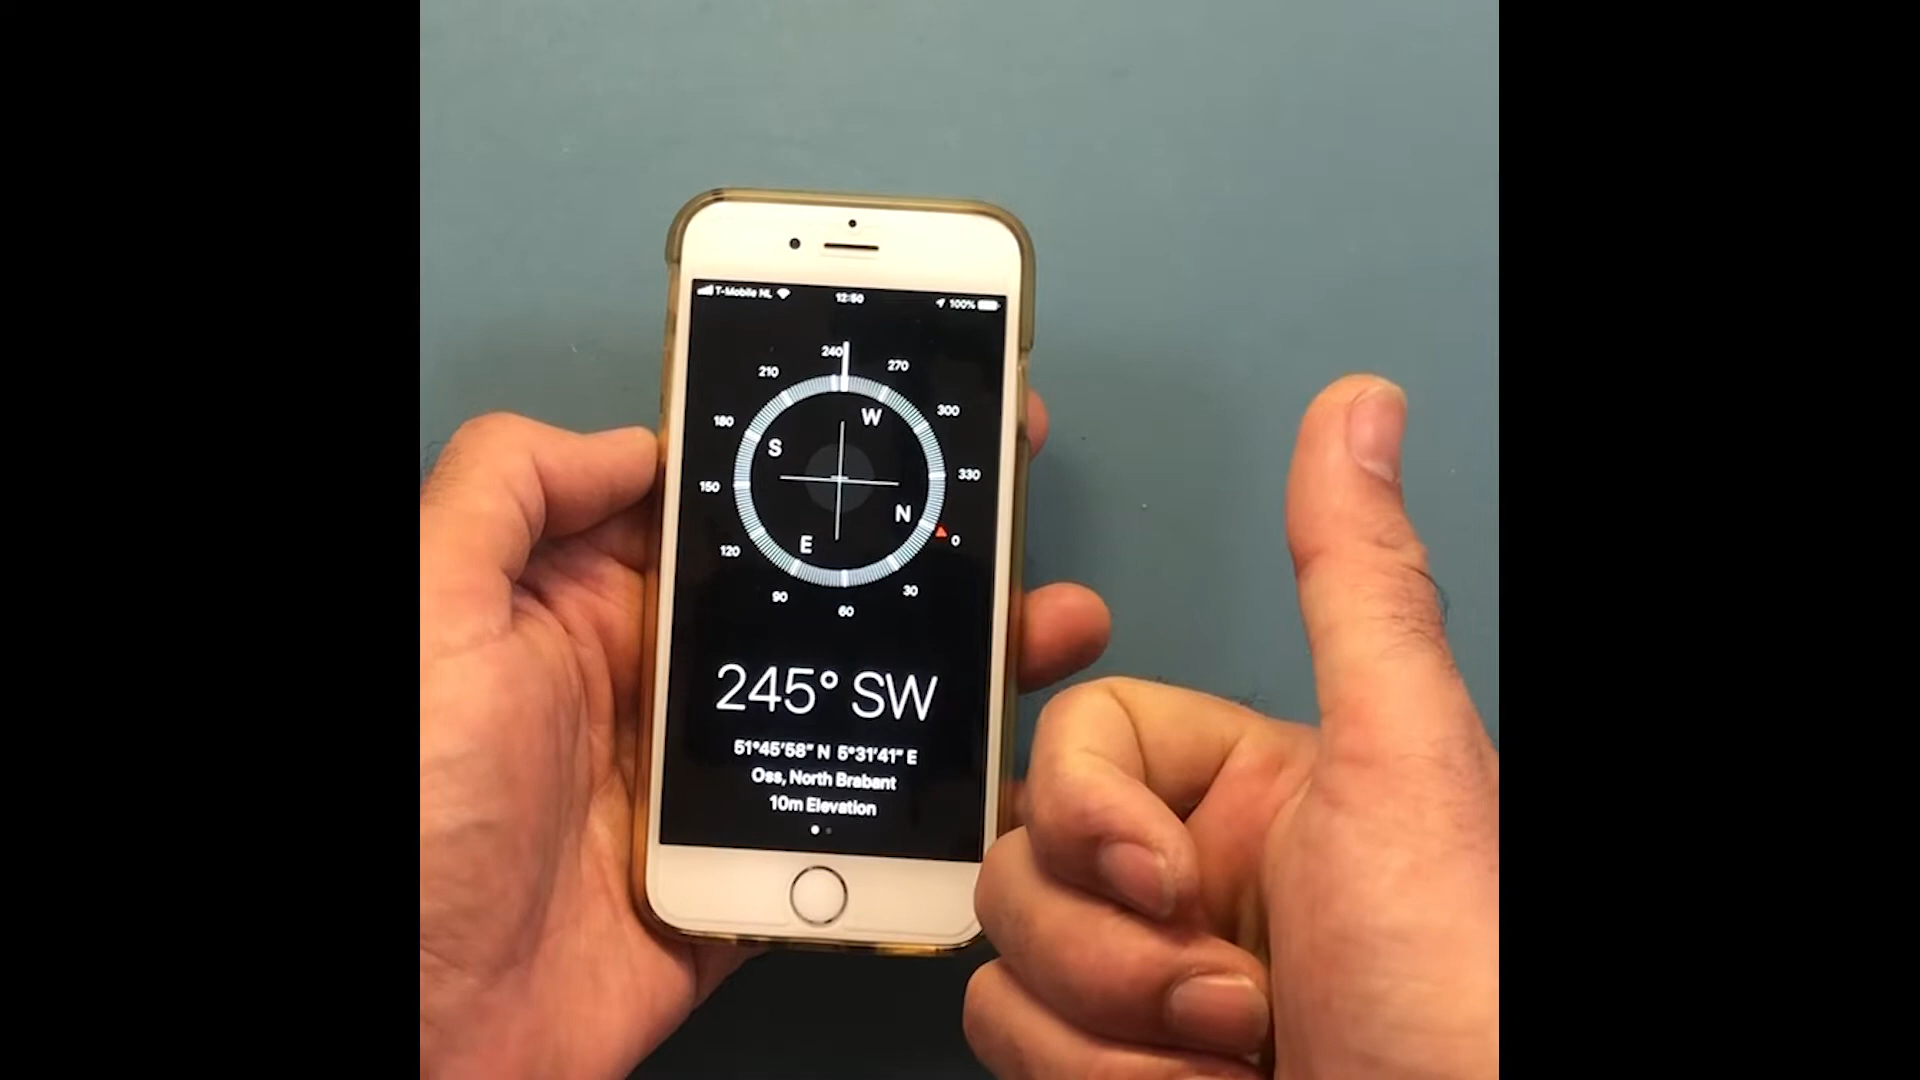 T-Mobile NL 12:50 100%
240
270
210
300
W
180
S
330
150
N
0
E
120
30
90
60
245° SW
51°45'58" N 5°31'41" E
Oss, North Brabant
10m Elevation